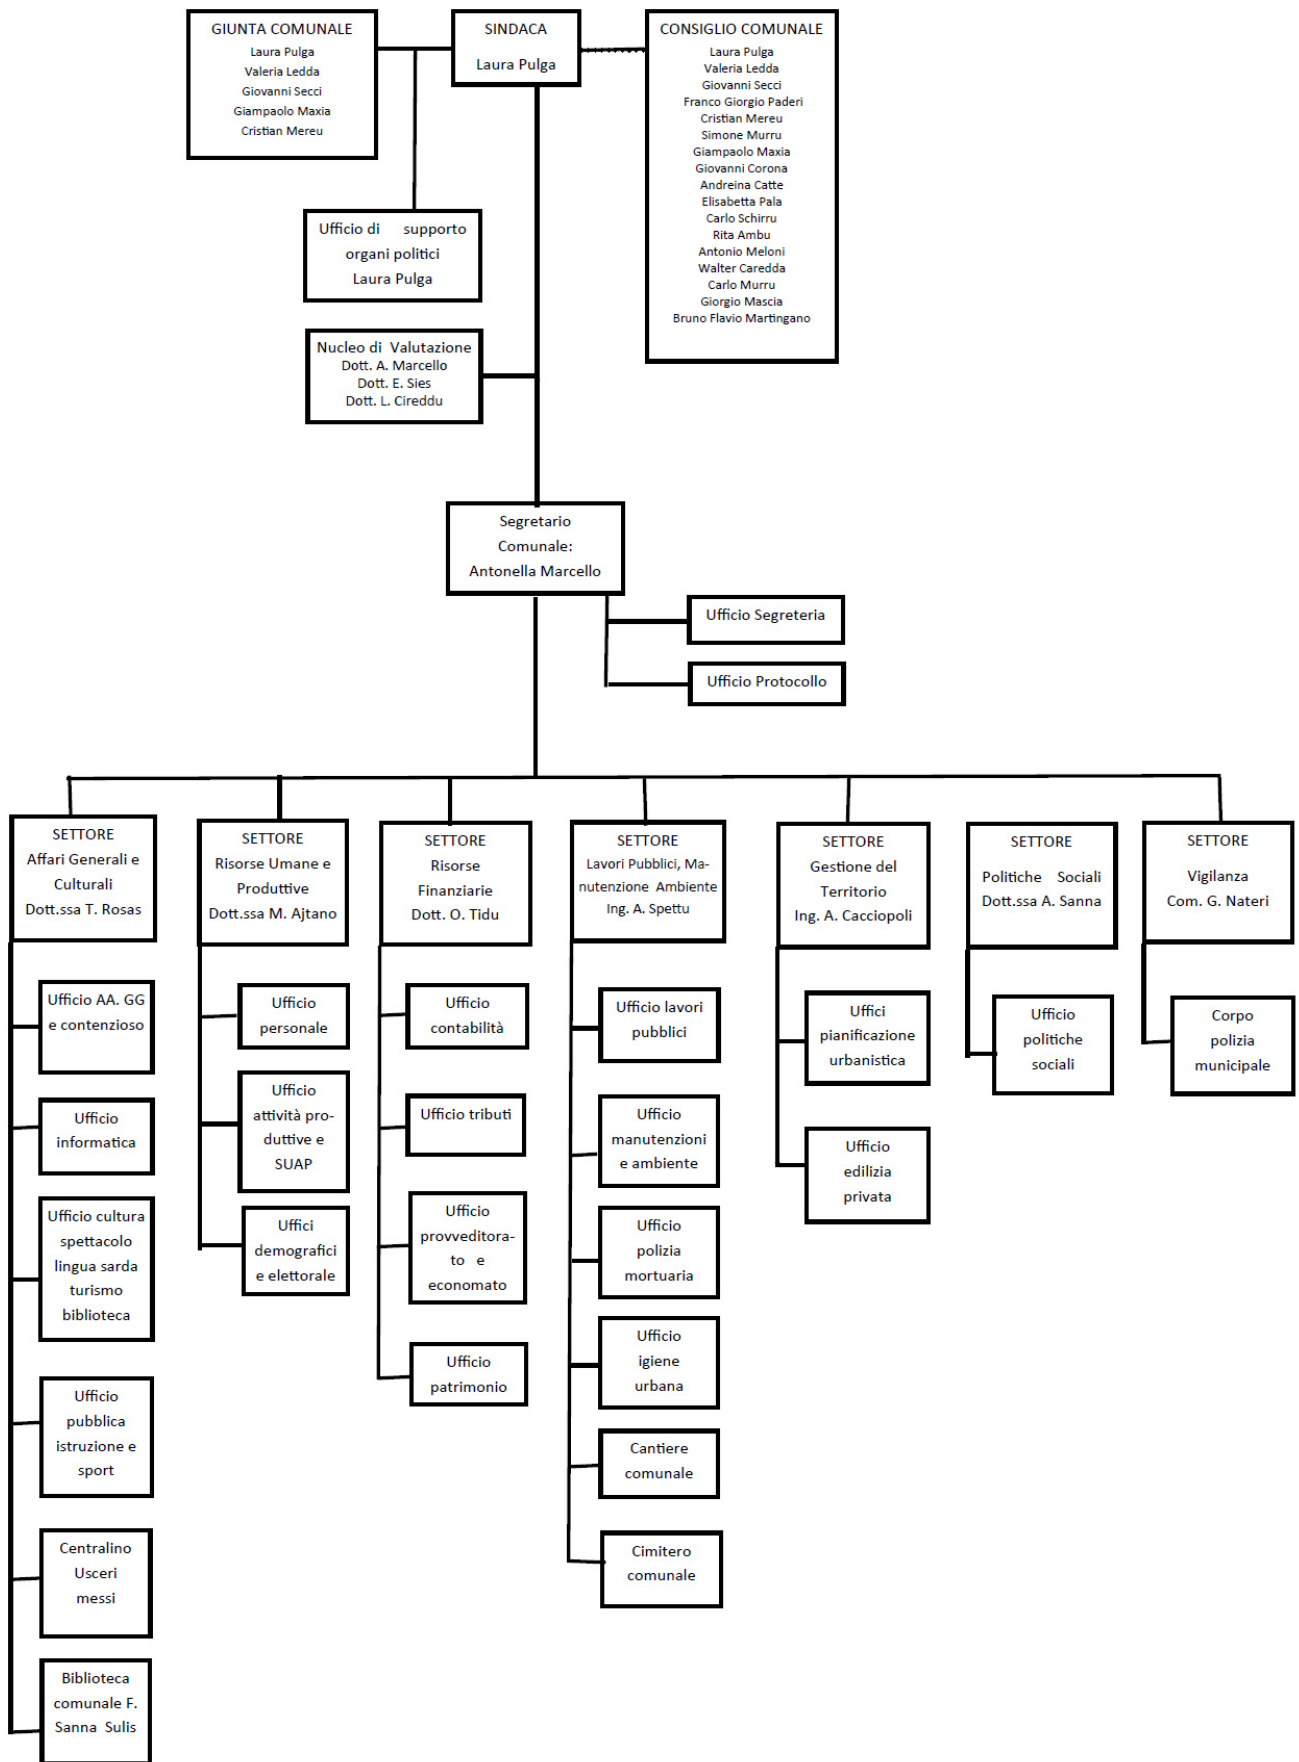 GIUNTA COMUNALE
Laura Pulga
Valeria Ledda
Giovanni Secci
Giampaolo Maxia
Cristian Mereu
SINDACA
Laura Pulga
CONSIGLIO COMUNALE
Laura Pulga
Valeria Ledda
Giovanni Secci
Franco Giorgio Paderi
Cristian Mereu
Simone Murru
Giampaolo Maxia
Giovanni Corona
Andreina Catte
Elisabetta Pala
Carlo Schirru
Rita Ambu
Antonio Meloni
Walter Caredda
Carlo Murru
Giorgio Mascia
Bruno Flavio Martingano
Ufficio di supporto
organi politici
Laura Pulga
Nucleo di Valutazione
Dott. A. Marcello
Dott. E. Sies
Dott. L. Cireddu
Segretario
Comunale:
Antonella Marcello
Ufficio Segreteria
Ufficio Protocollo
SETTORE
Affari Generali e
Culturali
Dott.ssa T. Rosas
Ufficio AA. GG
e contenzioso
Ufficio
informatica
Ufficio cultura
spettacolo
lingua sarda
turismo
biblioteca
Ufficio
pubblica
istruzione e
sport
Centralino
Usceri
messi
Biblioteca
comunale F.
Sanna Sulis
SETTORE
Risorse Umane e
Produttive
Dott.ssa M. Ajtano
Ufficio
personale
Ufficio
attività pro-
duttive e
SUAP
Uffici
demografici
e elettorale
SETTORE
Risorse
Finanziarie
Dott. O. Tidu
Ufficio
contabilità
Ufficio tributi
Ufficio
provveditora-
to e
economato
Ufficio
patrimonio
SETTORE
Lavori Pubblici, Ma-
nutenzione Ambiente
Ing. A. Spettu
Ufficio lavori
pubblici
Ufficio
manutenzioni
e ambiente
Ufficio
polizia
mortuaria
Ufficio
igiene
urbana
Cantiere
comunale
Cimitero
comunale
SETTORE
Gestione del
Territorio
Ing. A. Cacciopoli
Uffici
pianificazione
urbanistica
Ufficio
edilizia
privata
SETTORE
Politiche Sociali
Dott.ssa A. Sanna
Ufficio
politiche
sociali
SETTORE
Vigilanza
Com. G. Nateri
Corpo
polizia
municipale